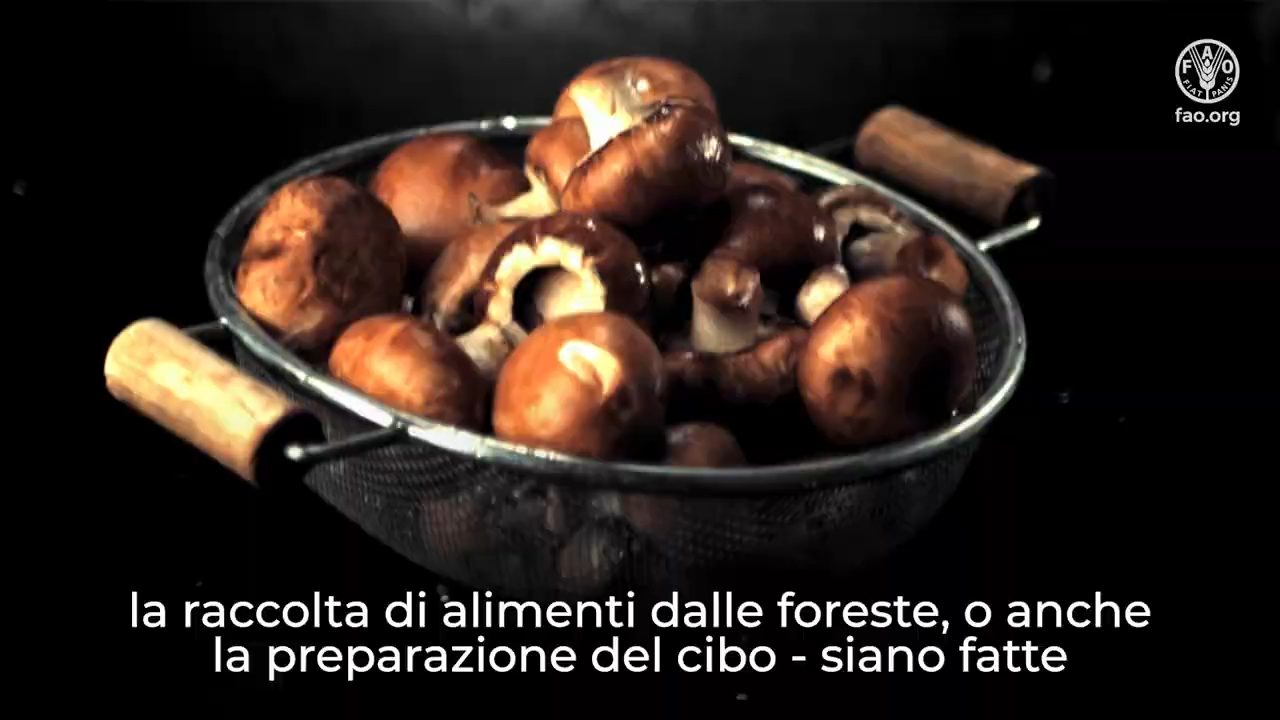 FAO
FIAT PANIS
fao.org
la raccolta di alimenti dalle foreste, o anche
la preparazione del cibo - siano fatte